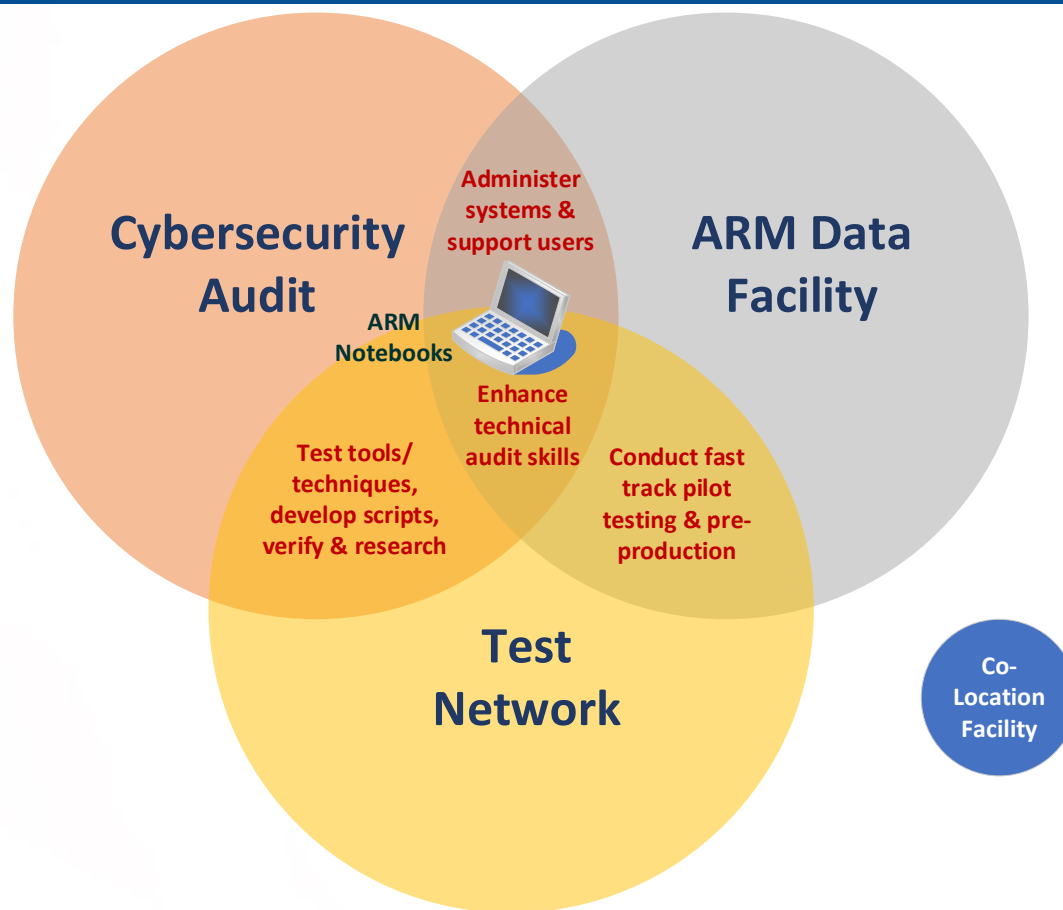 Administer
systems &
support users
Cybersecurity
Audit
ARM Data
Facility
ARM
Notebooks
Enhance
technical
audit skills
Test tools/
techniques,
develop scripts,
verify & research
Conduct fast
track pilot
testing & pre-
production
Test
Network
Co-
Location
Facility